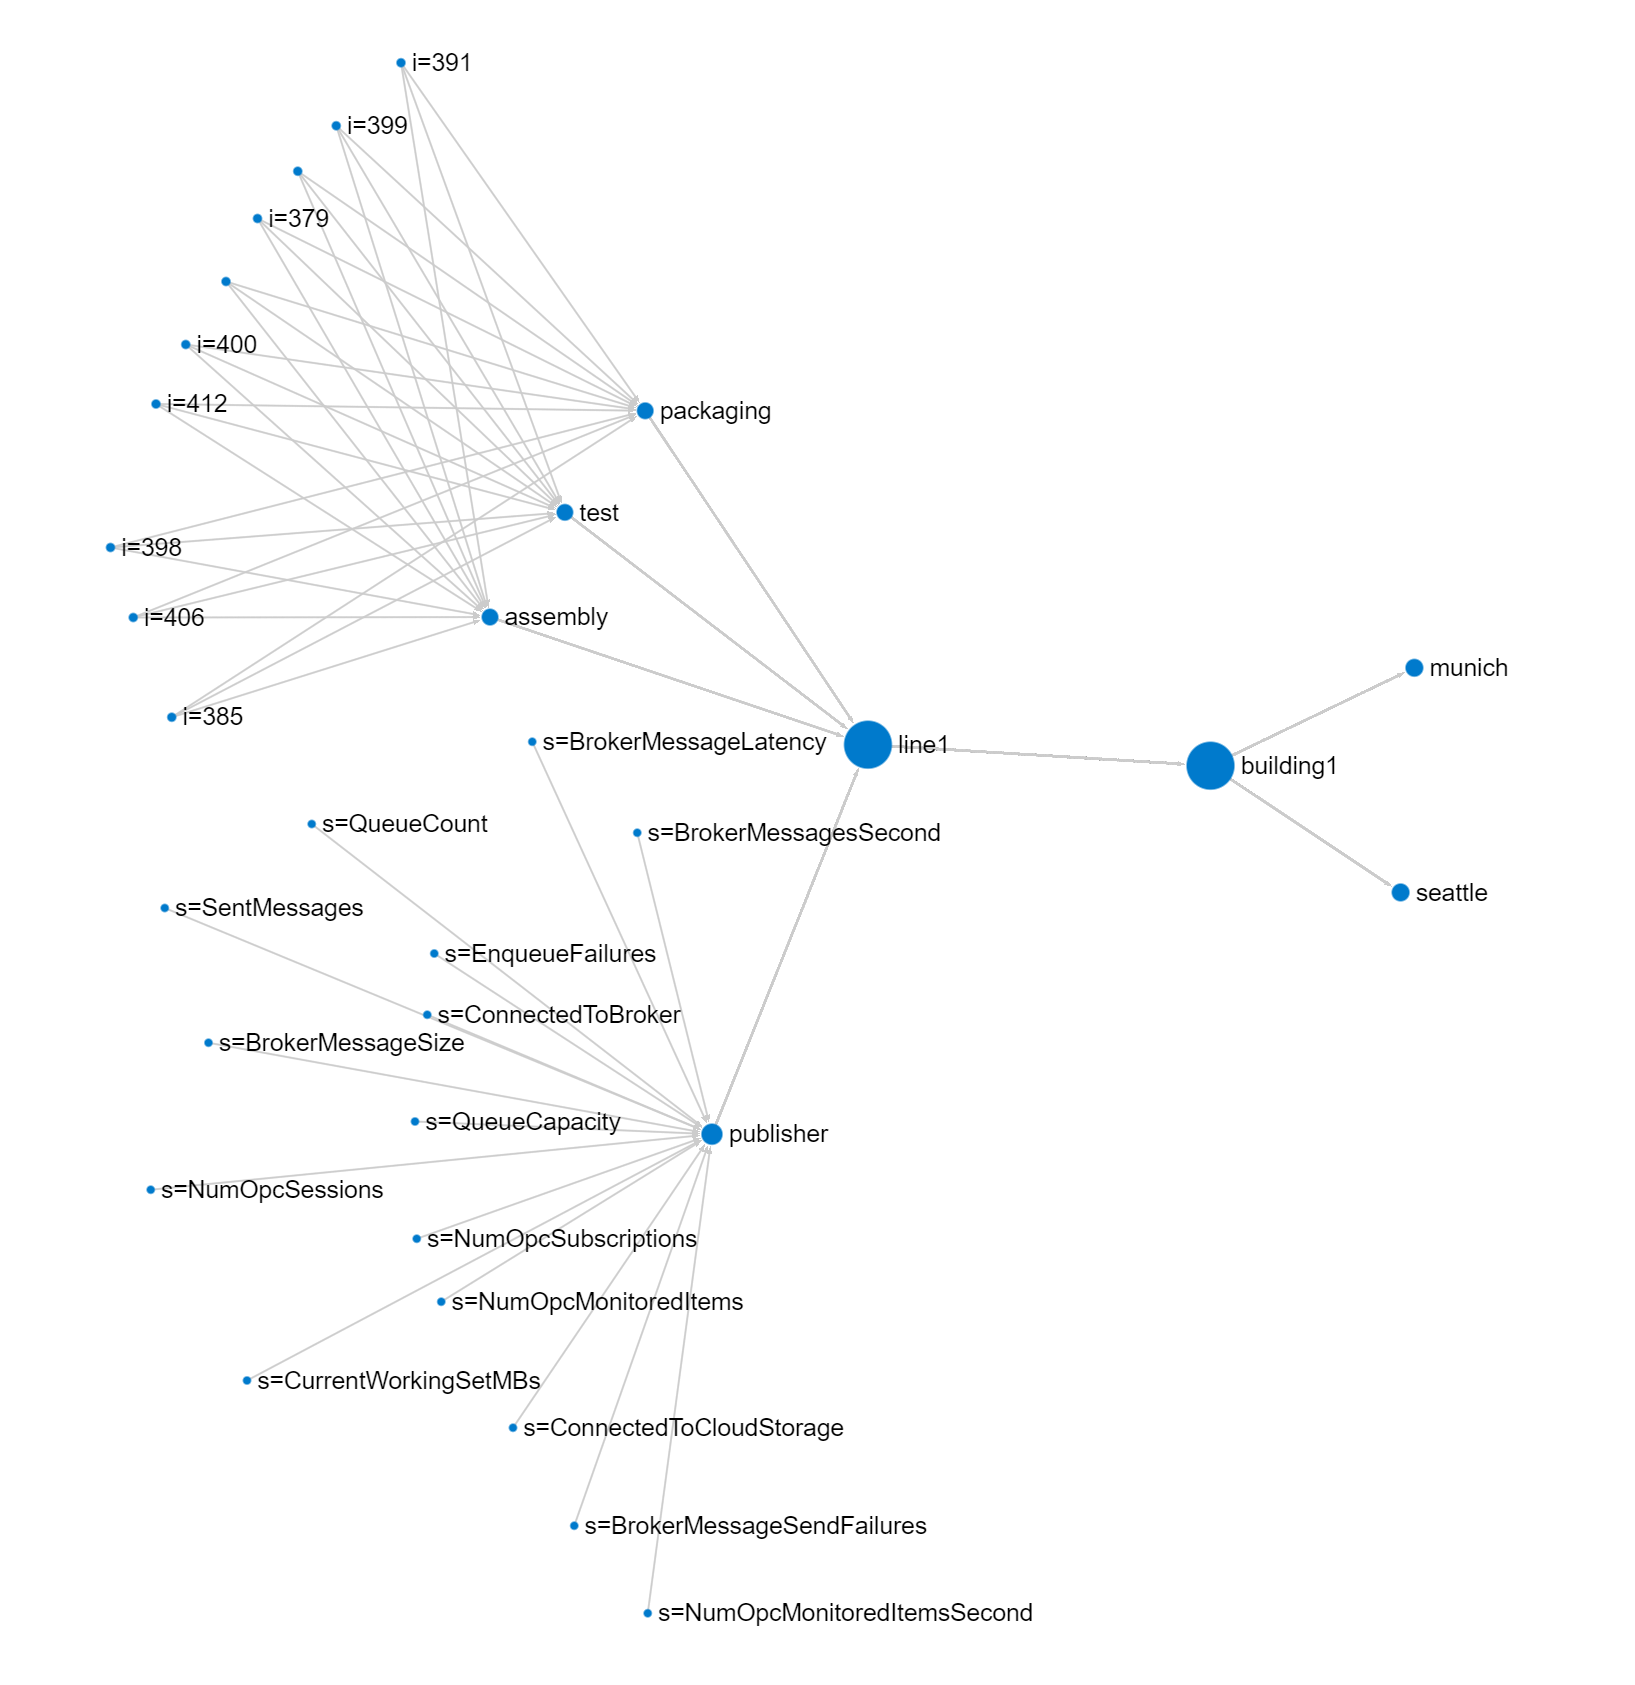 i=391
i=399
i=379
i=400
i=412
packaging
test
i=398
i=406
assembly
munich
i=385
s=BrokerMessageLatency
line1
building1
s=QueueCount
s=BrokerMessagesSecond
seattle
s=SentMessages
s=EnqueueFailures
s=ConnectedToBroker
s=BrokerMessageSize
s=QueueCapacity
publisher
s=NumOpcSessions
s=NumOpcSubscriptions
s=NumOpcMonitoredItems
s=CurrentWorkingSetMBs
s=ConnectedToCloudStorage
s=BrokerMessageSendFailures
s=NumOpcMonitoredItemsSecond